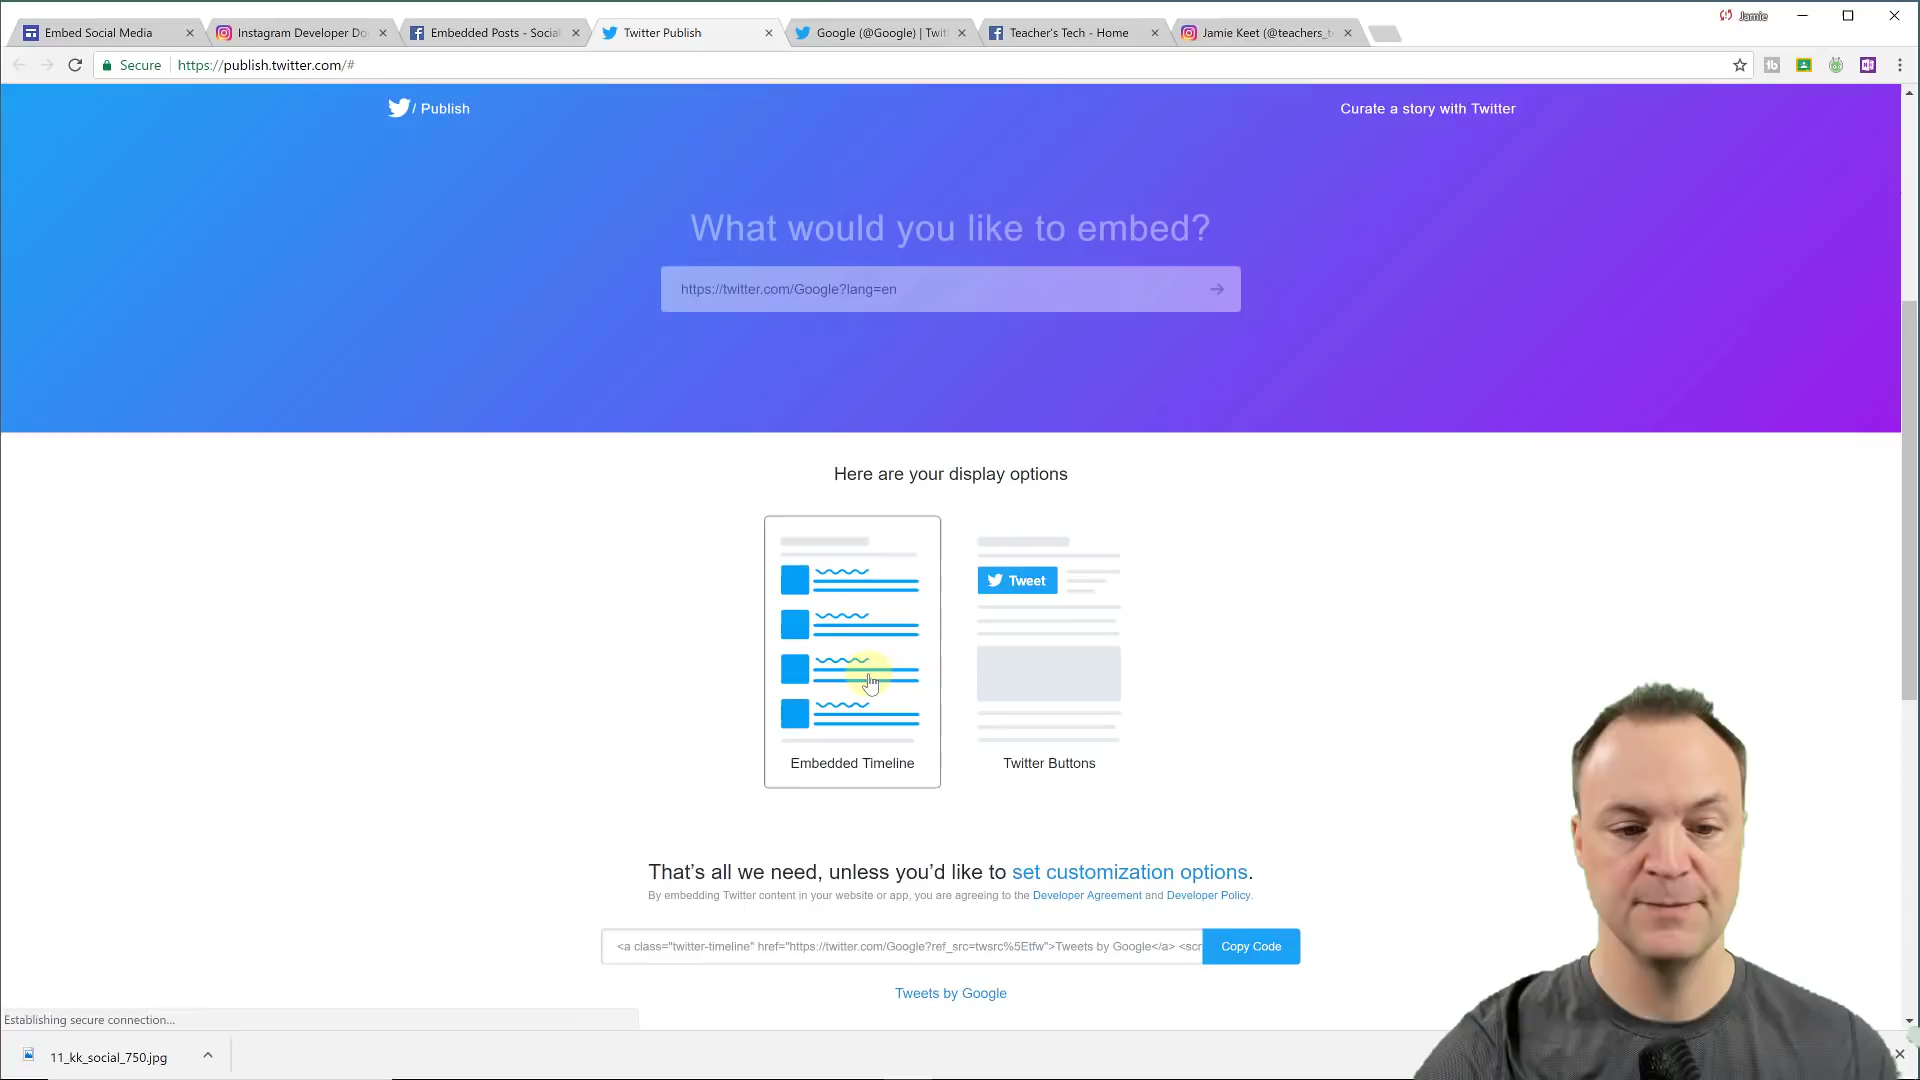 Embed Social Media
Instagram Developer Do
Embedded Posts - Social
Twitter Publish
Google (@Google) | Twit
Teacher's Tech - Home
Jamie Keet (@teachers_t
Jamie
Secure
https://publish.twitter.com/#
/ Publish
Curate a story with Twitter
What would you like to embed?
https://twitter.com/Google?lang=en
Here are your display options
Tweet
Embedded Timeline
Twitter Buttons
That's all we need, unless you'd like to set customization options.
By embedding Twitter content in your website or app, you are agreeing to the Developer Agreement and Developer Policy.
<a class="twitter-timeline" href="https://twitter.com/Google?ref_src=twsrc%5Etfw">Tweets by Google</a> <scr
Copy Code
Tweets by Google
Establishing secure connection...
11_kk_social_750.jpg